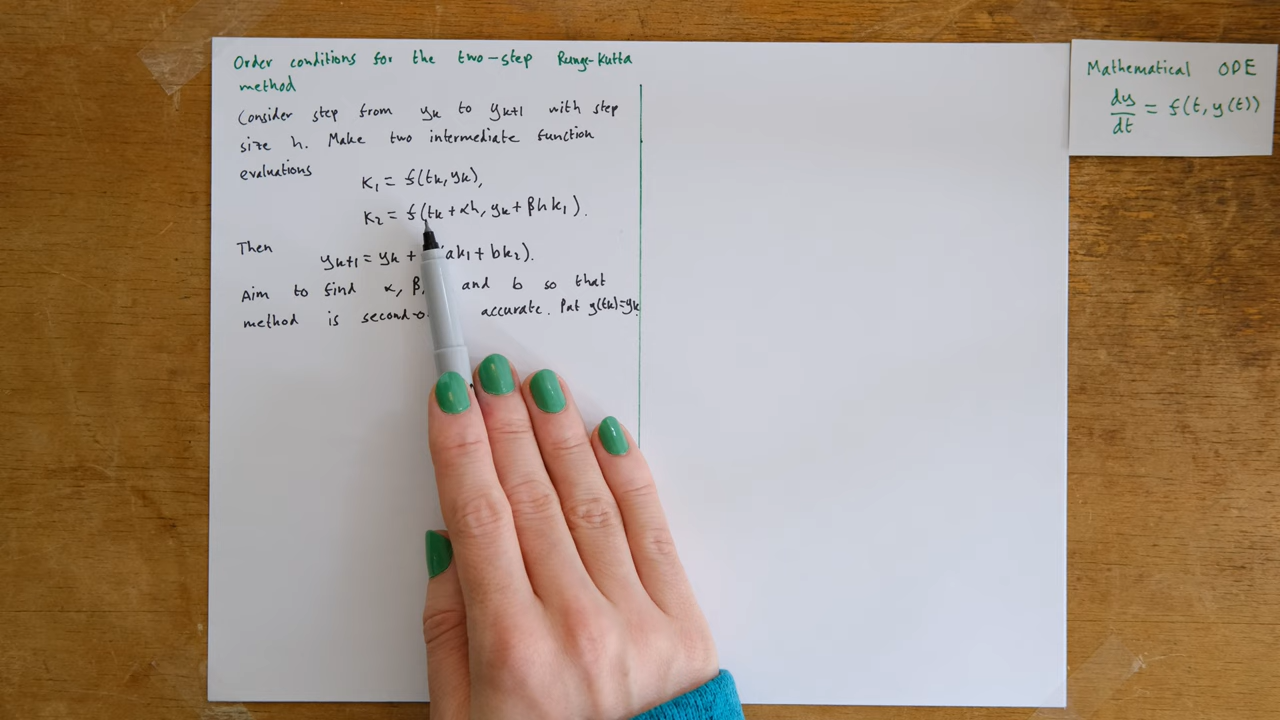 Order conditions for the two-step Runge-Kutta
method
Consider step from yₖ to yₖ₊₁ with step
size h. Make two intermediate function
evaluations
k₁ = f(tₖ, yₖ),
k₂ = f(tₖ + αh, yₖ + βhk₁).
Then
yₖ₊₁ = yₖ + (ak₁ + bk₂).
Aim to find α, β, and b so that
method is second-o accurate. Put y(tₖ)=yₖ.
Mathematical ODE
dy/dt = f(t, y(t))